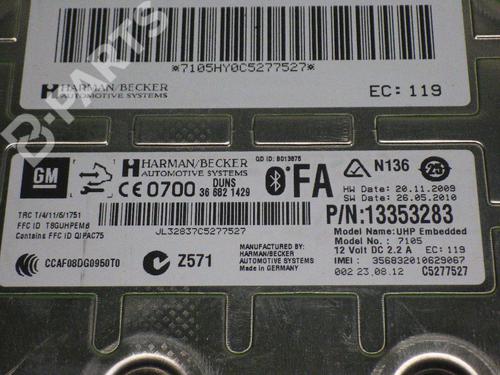 B-PARTS
*7105HY0C5277527*
HARMAN/BECKER
AUTOMOTIVE SYSTEMS
EC: 119
GM
HARMAN/BECKER
AUTOMOTIVE SYSTEMS
QD ID: B013875
CE 0700
DUNS
36 682 1429
FA
N136
HW Date: 20.11.2009
SW Date: 26.05.2010
P/N:13353283
TRC T/4/11/6/1751
FFC ID T8GUHPEMB
Contains FFC ID QIPAC75
JL32837C5277527
Model Name: UHP Embedded
Model No.: 7105
12 Volt DC 2.2 A EC: 119
IMEI : 356832010629067
002 23.08.12 C5277527
CCAF08DG0950T0
Z571
MANUFACTURED BY:
HARMAN/BECKER
AUTOMOTIVE SYSTEMS
Made in GERMANY